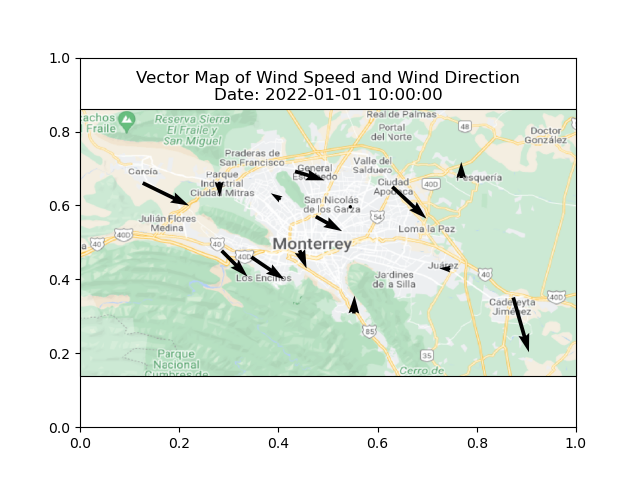 Vector Map of Wind Speed and Wind Direction
Date: 2022-01-01 10:00:00
1.0
0.8
0.6
0.4
0.2
0.0
0.0 0.2 0.4 0.6 0.8 1.0
Real de Palmas
achos
e Fraile
Reserva Sierra
El Fraile y
San Miguel
48
Portal
del Norte
Doctor
González
Praderas de
San Francisco
Valle del
Salduero
García
Parque
Industrial
Ciudad Mitras
General
Ciudad
40D
Pesquería
San Nicolás
de los Garza
54
Julián Flores
Medina
Loma la Paz
40
40D
40
40D
Monterrey
Los Encinos
Juárez
Jardines
de la Silla
40
40D
Cadereyta
Jiménez
85
35
Parque
Nacional
Cumbres de
Cerro de